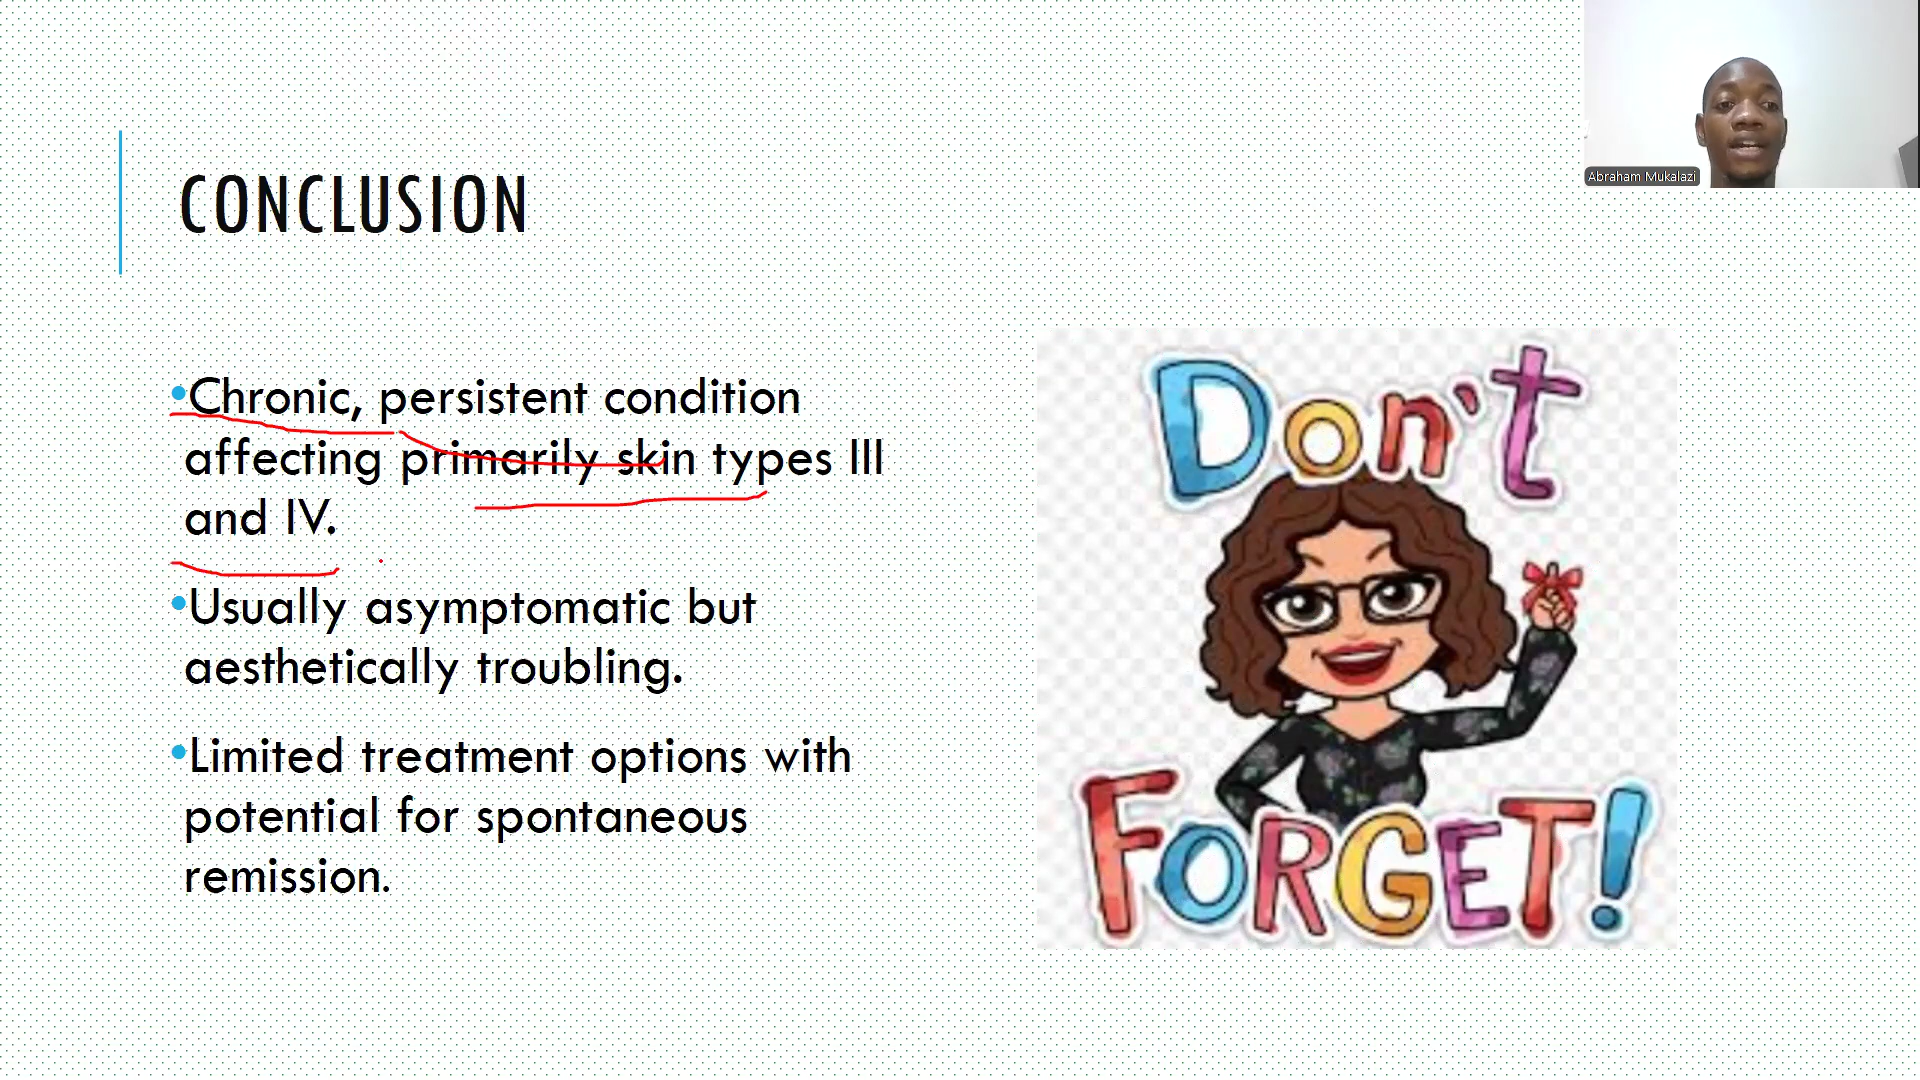 Abraham Mukalazi
CONCLUSION
•Chronic, persistent condition
affecting primarily skin types III
and IV.
•Usually asymptomatic but
aesthetically troubling.
•Limited treatment options with
potential for spontaneous
remission.
Don't
FORGET!